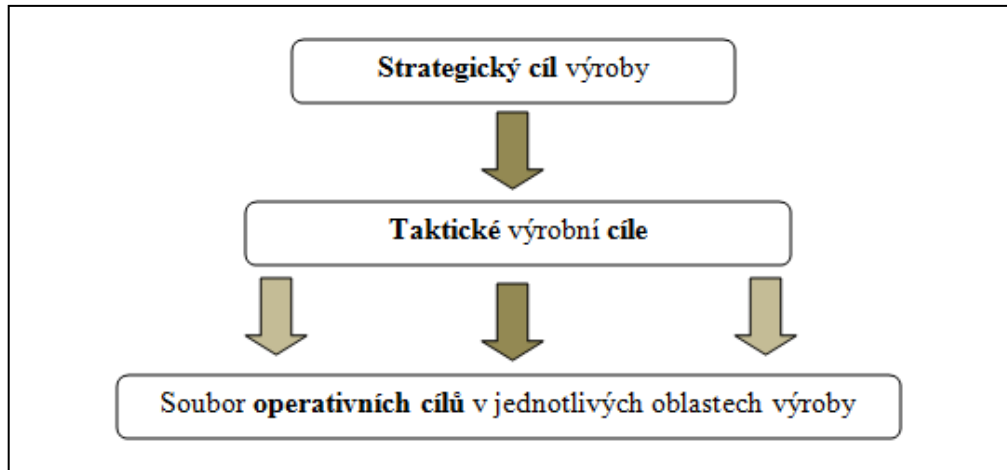 Strategický cíl výroby
Taktické výrobní cíle
Soubor operativních cílů v jednotlivých oblastech výroby